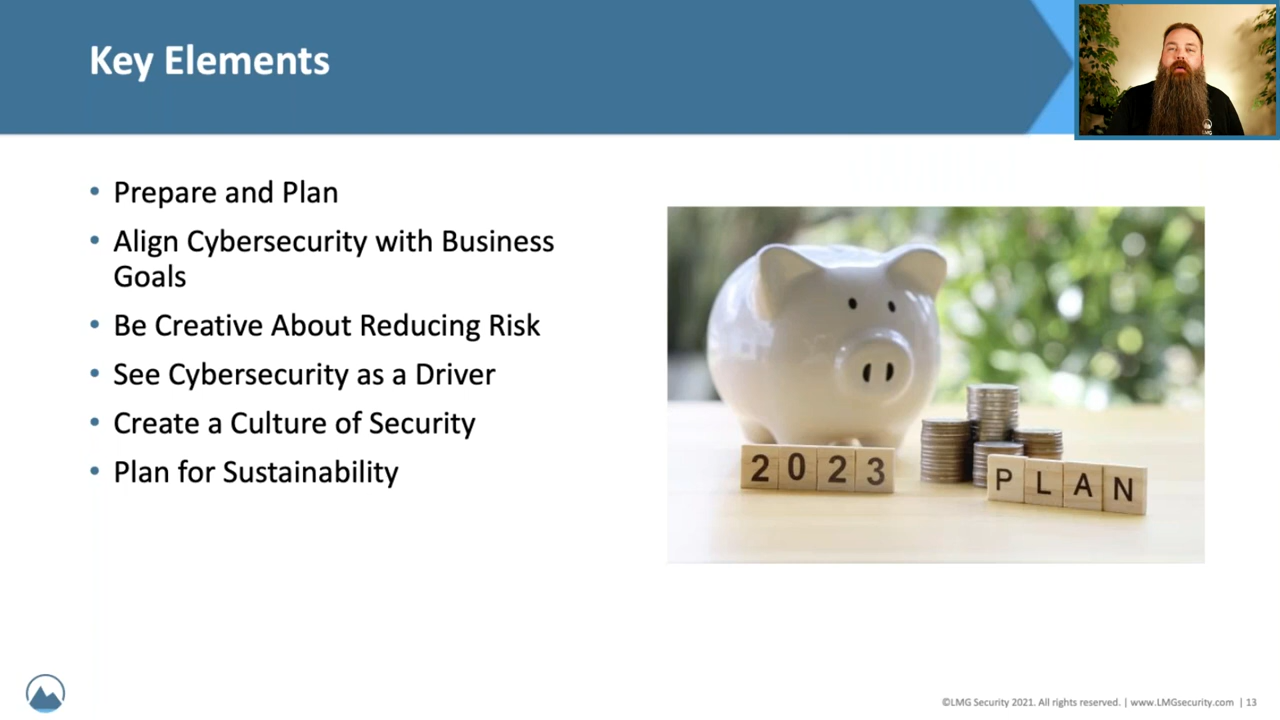 Key Elements
LMG
• Prepare and Plan
• Align Cybersecurity with Business
Goals
• Be Creative About Reducing Risk
• See Cybersecurity as a Driver
• Create a Culture of Security
• Plan for Sustainability
2023
PLAN
©LMG Security 2021. All rights reserved. | www.LMGsecurity.com | 13